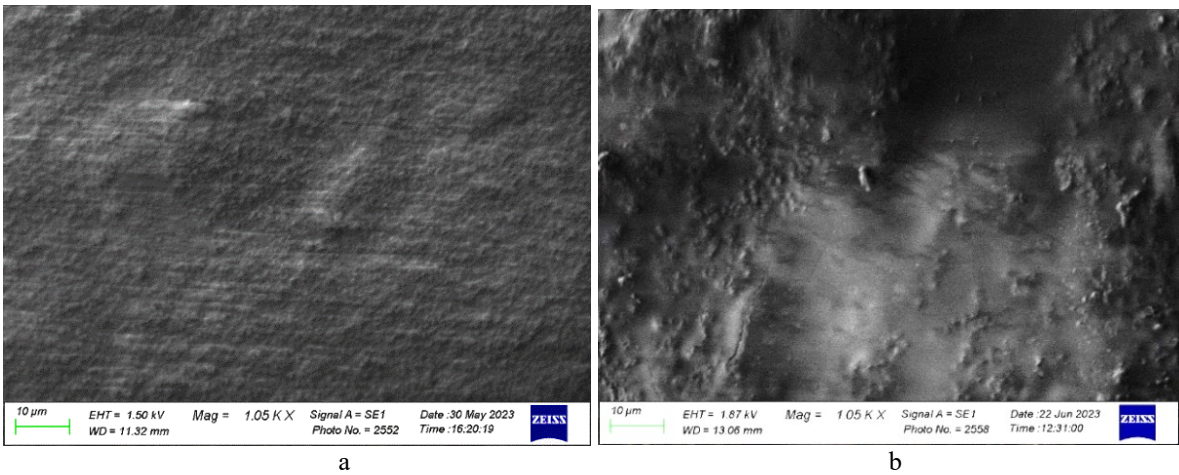 10 µm
EHT = 1.50 kV
WD = 11.32 mm
Mag = 1.05 K X
Signal A = SE1
Photo No. = 2552
Date :30 May 2023
Time :16:20:19
ZEISS
10 µm
EHT = 1.87 kV
WD = 13.06 mm
Mag = 1.05 K X
Signal A = SE1
Photo No. = 2558
Date :22 Jun 2023
Time :12:31:00
ZEISS
a
b